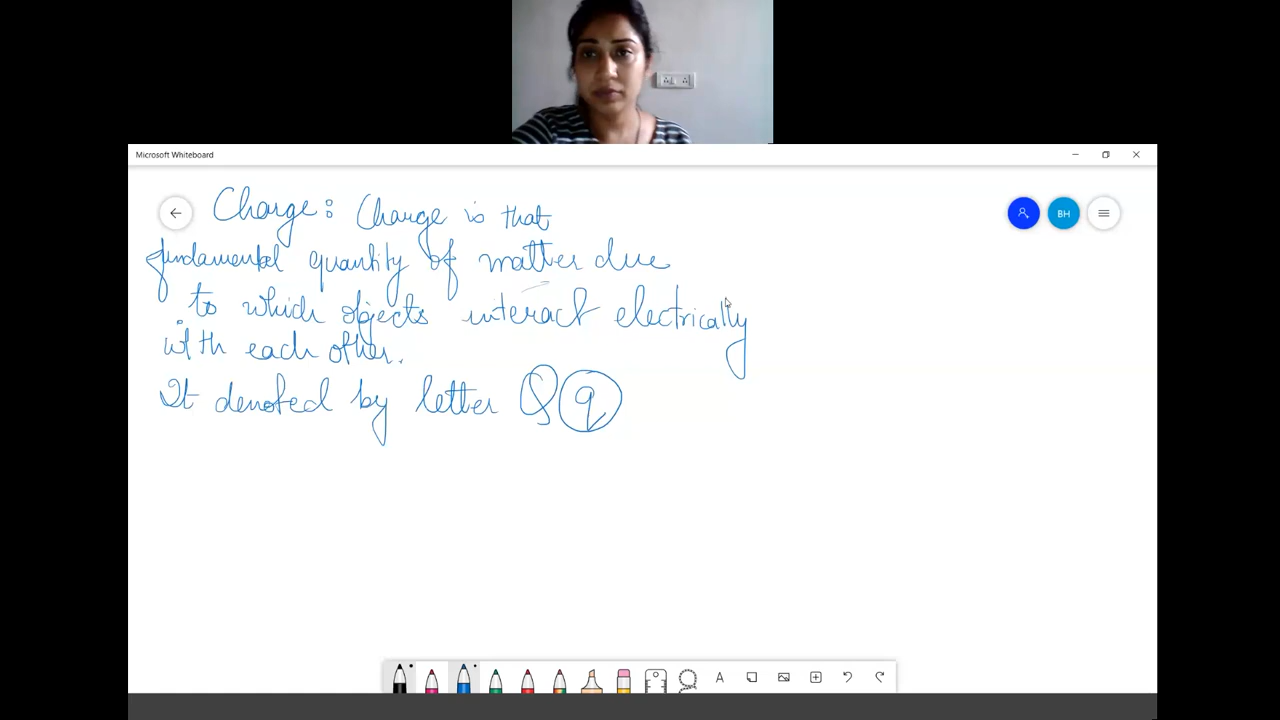 Microsoft Whiteboard
Charge: Charge is that
BH
fundamental quantity of matter due
to which objects interact electrically
with each other.
It denoted by letter Q q
A